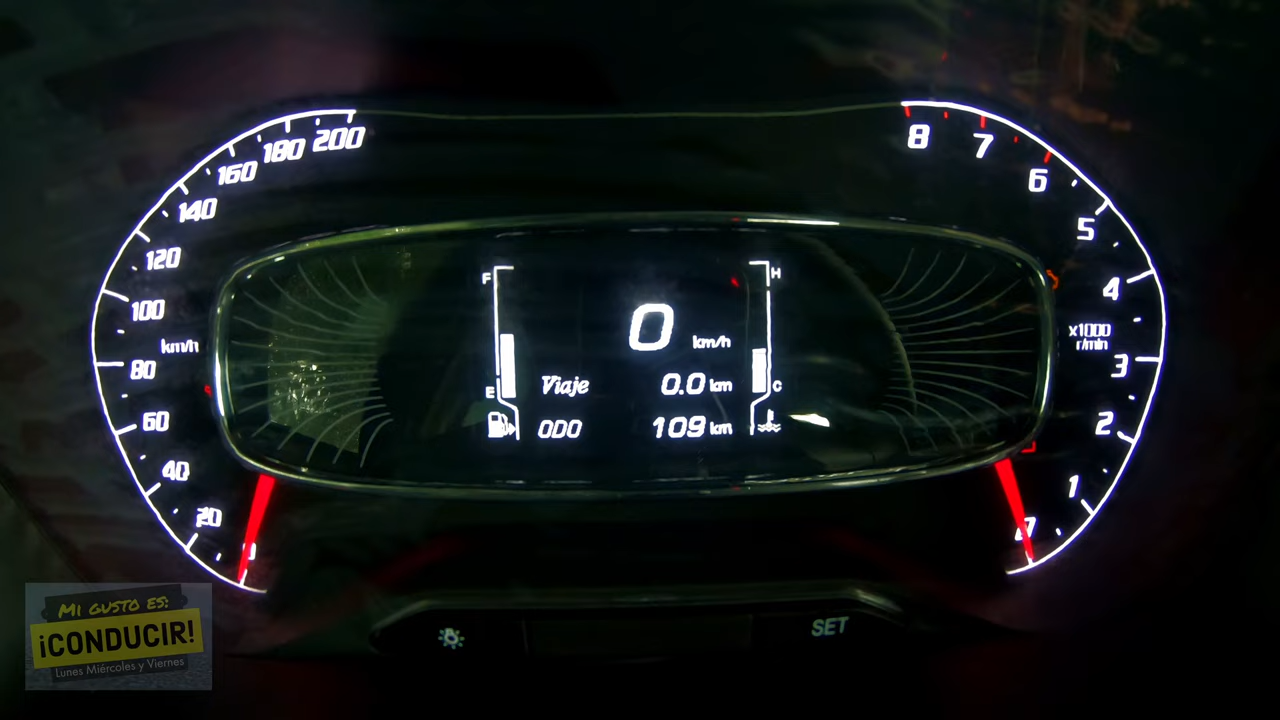 200
180
160
140
120
100
km/h
80
60
40
20
8
7
6
5
4
x1000
r/min
3
2
1
F
H
0 km/h
E
C
Viaje 0.0 km
ODO 109 km
SET
MI GUSTO ES:
¡CONDUCIR!
Lunes Miércoles y Viernes